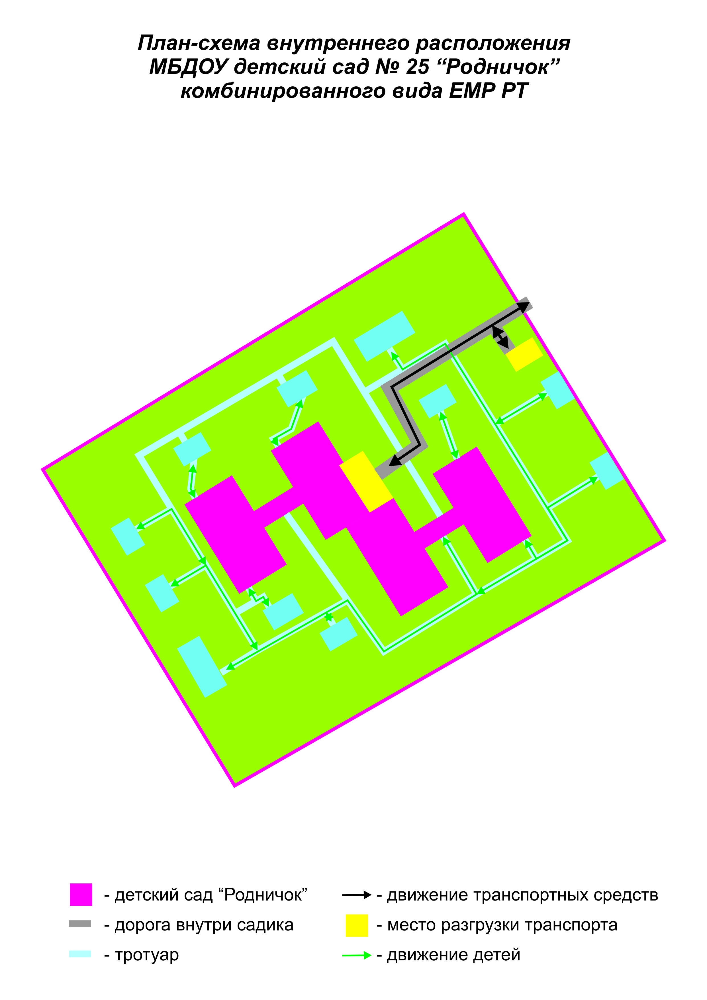 План-схема внутреннего расположения
МБДОУ детский сад № 25 “Родничок”
комбинированного вида ЕМР РТ
- детский сад “Родничок”
- движение транспортных средств
- дорога внутри садика
- место разгрузки транспорта
- тротуар
- движение детей